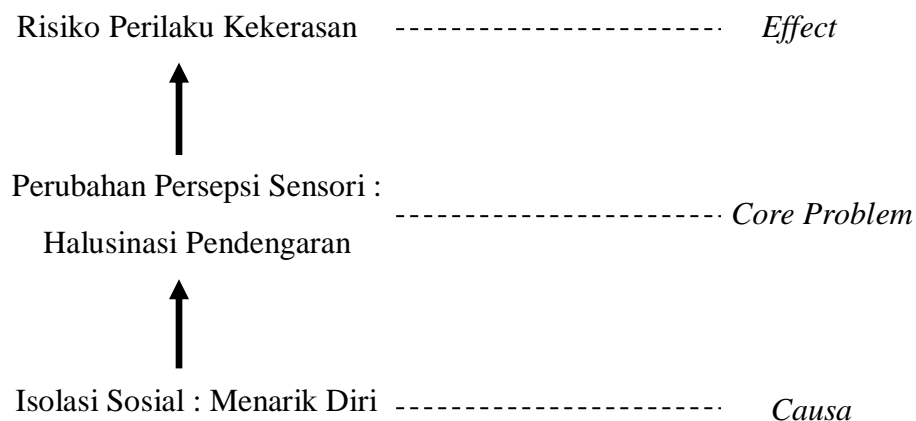 Risiko Perilaku Kekerasan Effect
Perubahan Persepsi Sensori :
Halusinasi Pendengaran
Core Problem
Isolasi Sosial : Menarik Diri Causa